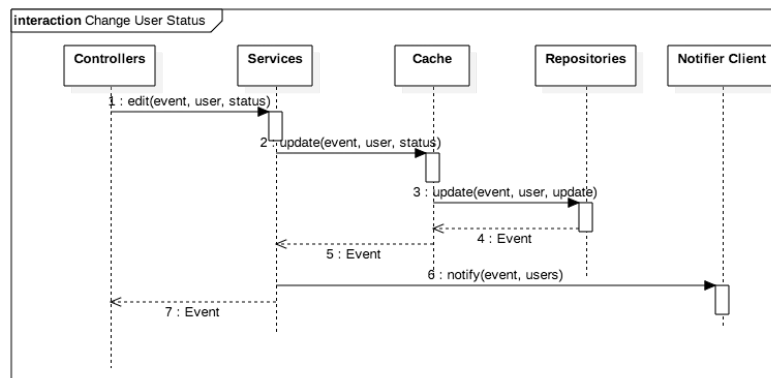 interaction Change User Status
Controllers
Services
Cache
Repositories
Notifier Client
1 : edit(event, user, status)
2 : update(event, user, status)
3 : update(event, user, update)
4 : Event
5 : Event
6 : notify(event, users)
7 : Event